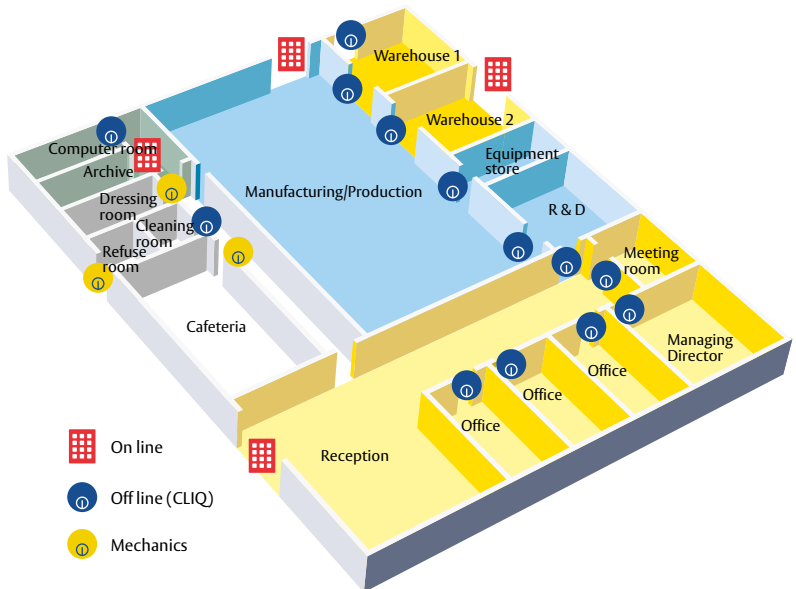 Warehouse 1
Warehouse 2
Equipment
store
Computer room
Archive
Manufacturing/Production
Dressing
room
R & D
Cleaning
room
Refuse
room
Meeting
room
Cafeteria
Managing
Director
Office
Office
Office
Reception
On line
Off line (CLIQ)
Mechanics